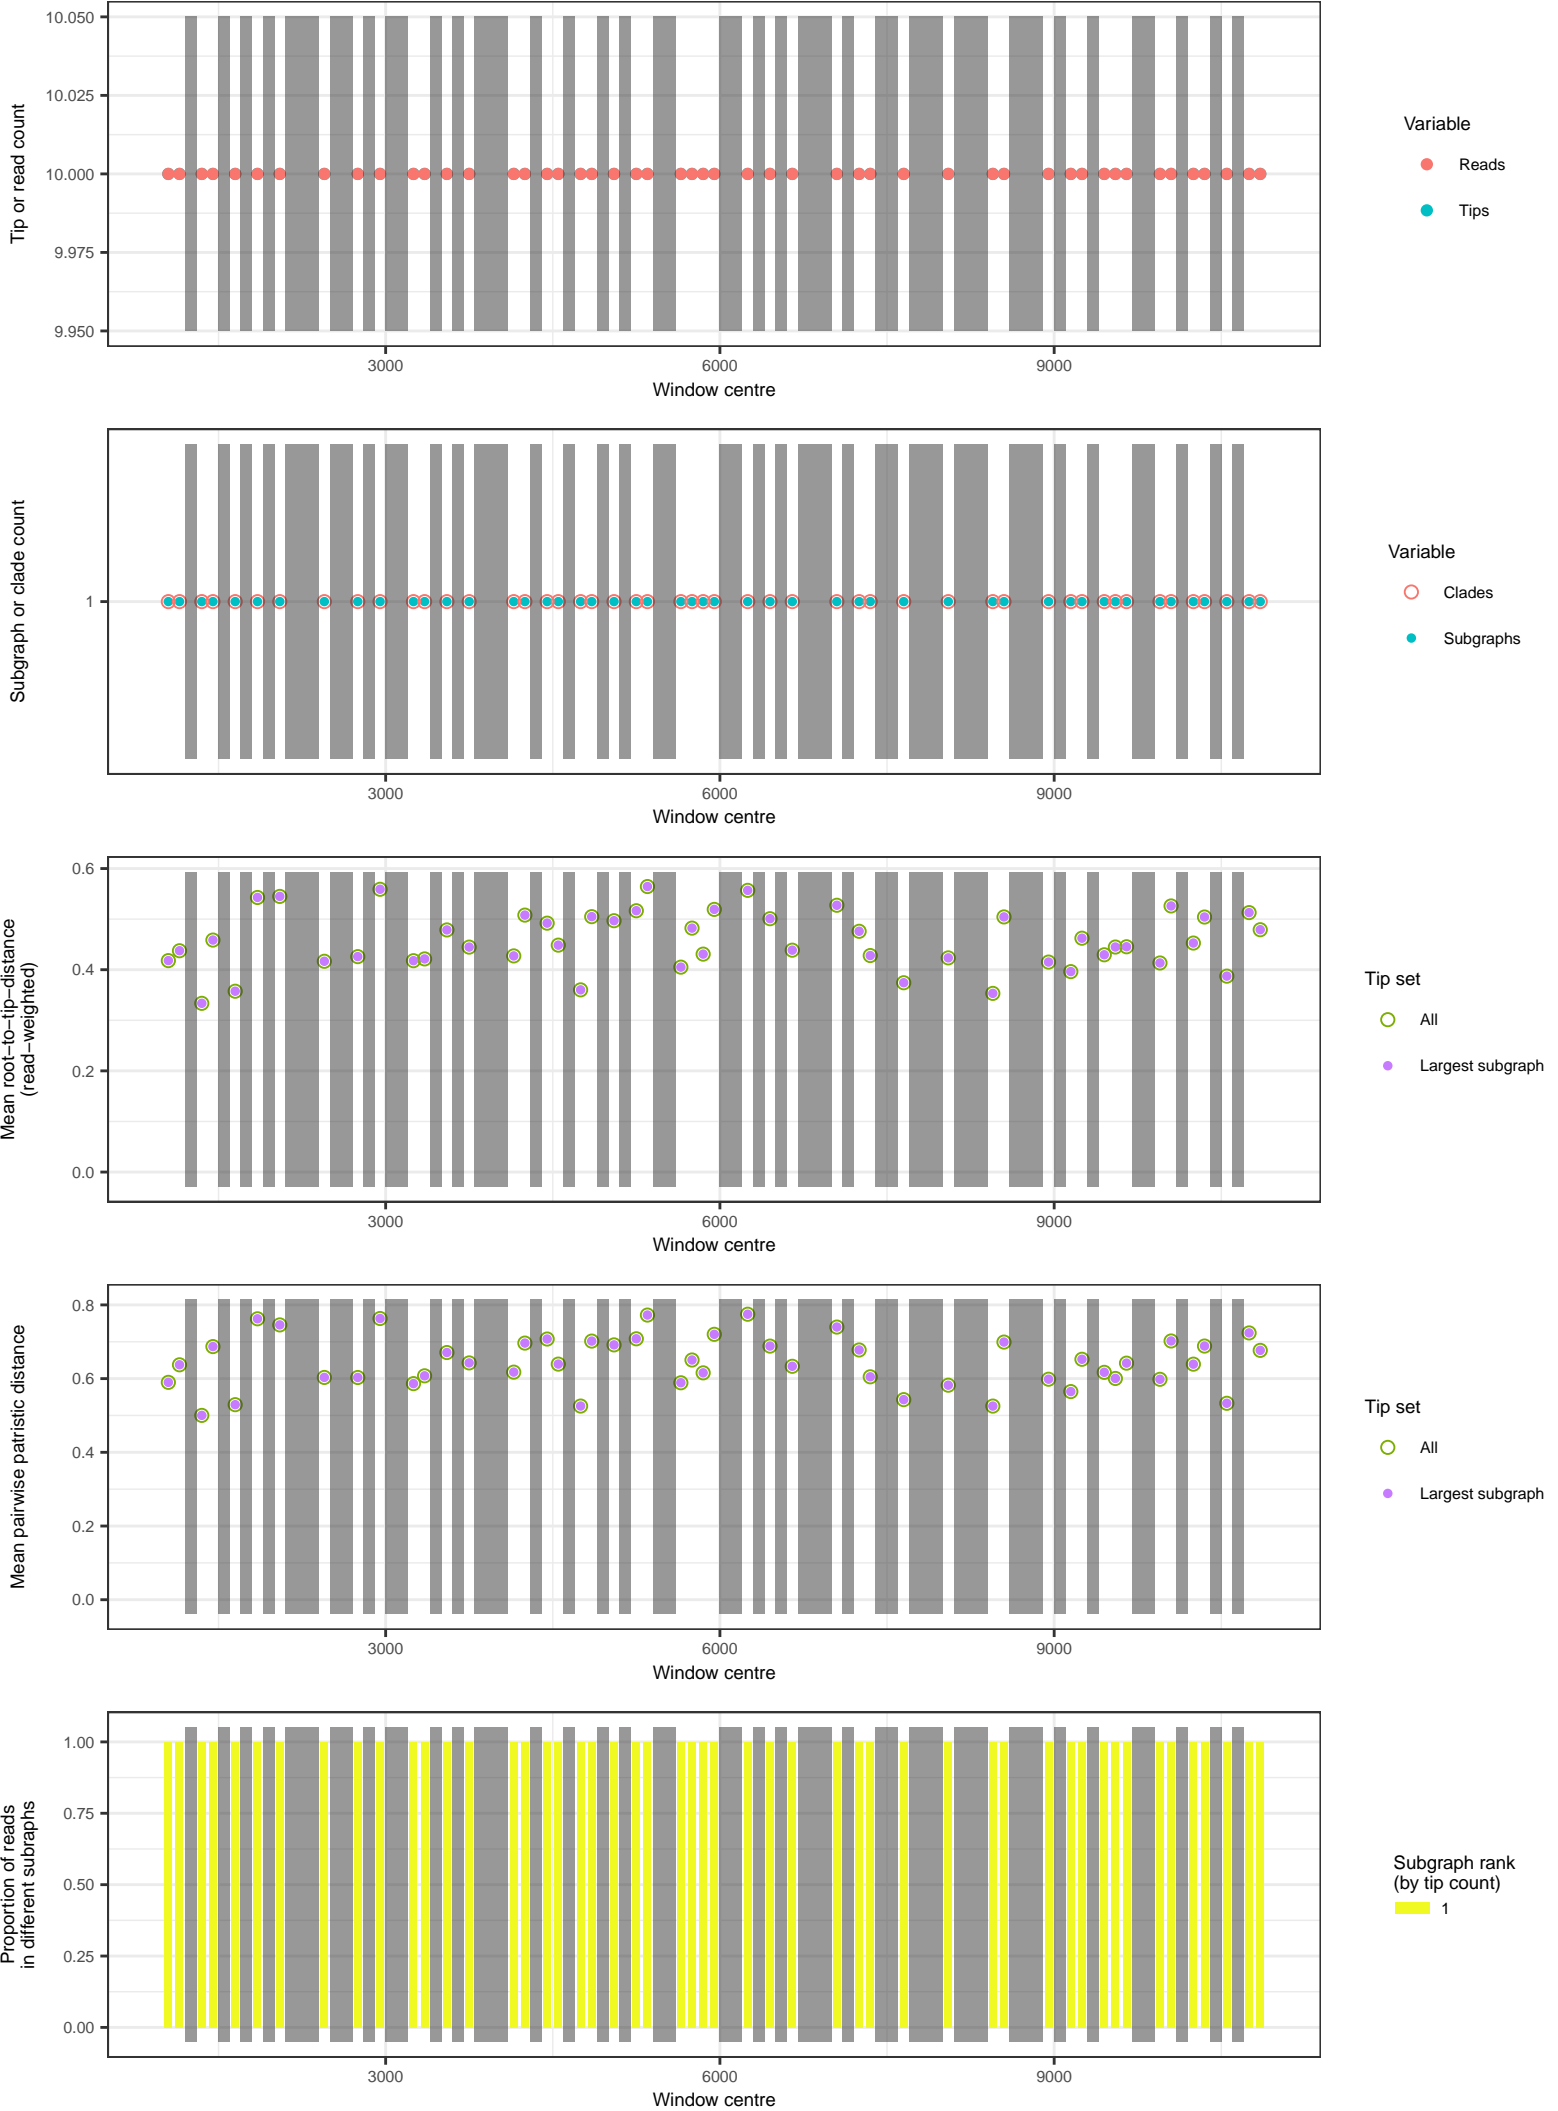 10.050
10.025
10.000
9.975
9.950
Tip or read count
3000
6000
9000
Window centre
Variable
Reads
Tips
1
Subgraph or clade count
3000
6000
9000
Window centre
Variable
Clades
Subgraphs
0.6
0.4
0.2
0.0
Mean root−to−tip−distance
(read−weighted)
3000
6000
9000
Window centre
Tip set
All
Largest subgraph
0.8
0.6
0.4
0.2
0.0
Mean pairwise patristic distance
3000
6000
9000
Window centre
Tip set
All
Largest subgraph
1.00
0.75
0.50
0.25
0.00
Proportion of reads
in different subraphs
3000
6000
9000
Window centre
Subgraph rank
(by tip count)
1